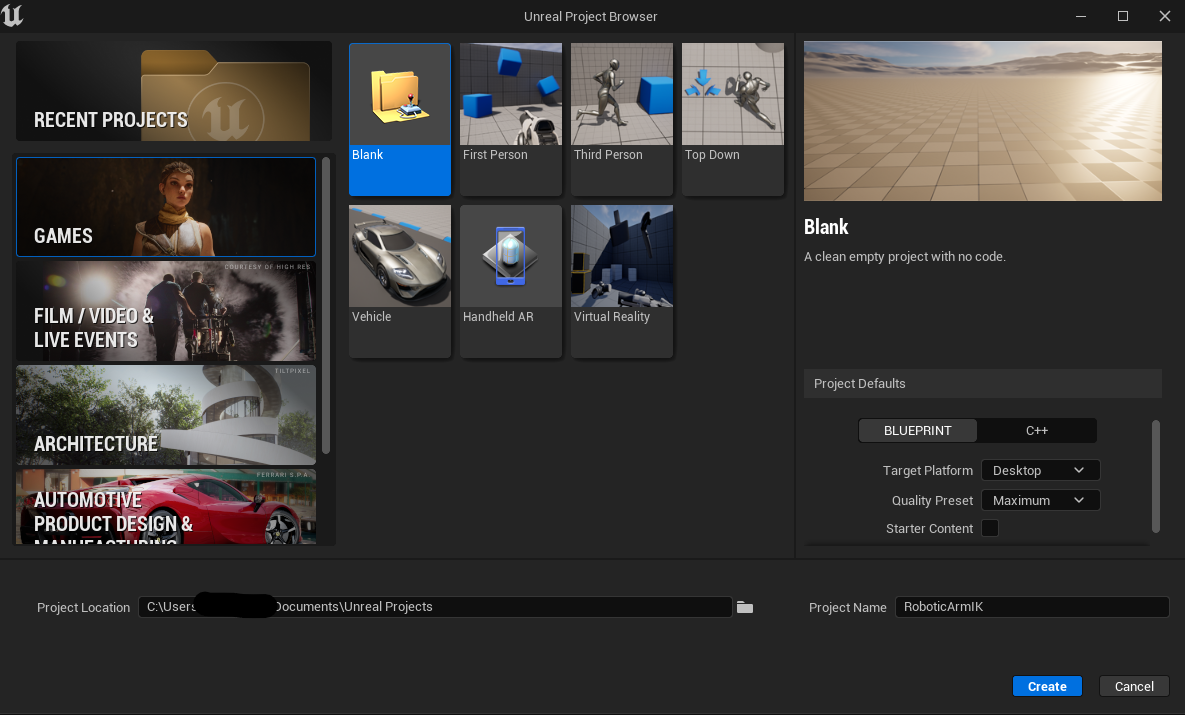 Unreal Project Browser
RECENT PROJECTS
GAMES
COURTESY OF HIGH RES
FILM / VIDEO &
LIVE EVENTS
TILTPIXEL
ARCHITECTURE
FERRARI S.P.A.
AUTOMOTIVE
PRODUCT DESIGN &
MANUFACTURING
Blank
First Person
Third Person
Top Down
Vehicle
Handheld AR
Virtual Reality
Blank
A clean empty project with no code.
Project Defaults
BLUEPRINT
C++
Target Platform
Desktop
Quality Preset
Maximum
Starter Content
Project Location
C:\Users
Documents\Unreal Projects
Project Name
RoboticArmIK
Create
Cancel